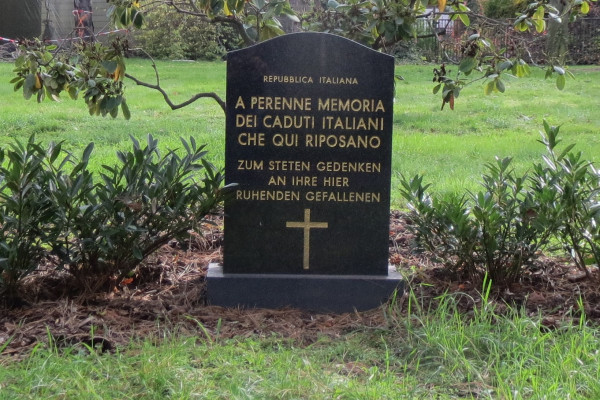 REPUBBLICA ITALIANA
A PERENNE MEMORIA
DEI CADUTI ITALIANI
CHE QUI RIPOSANO
ZUM STETEN GEDENKEN
AN IHRE HIER
RUHENDEN GEFALLENEN